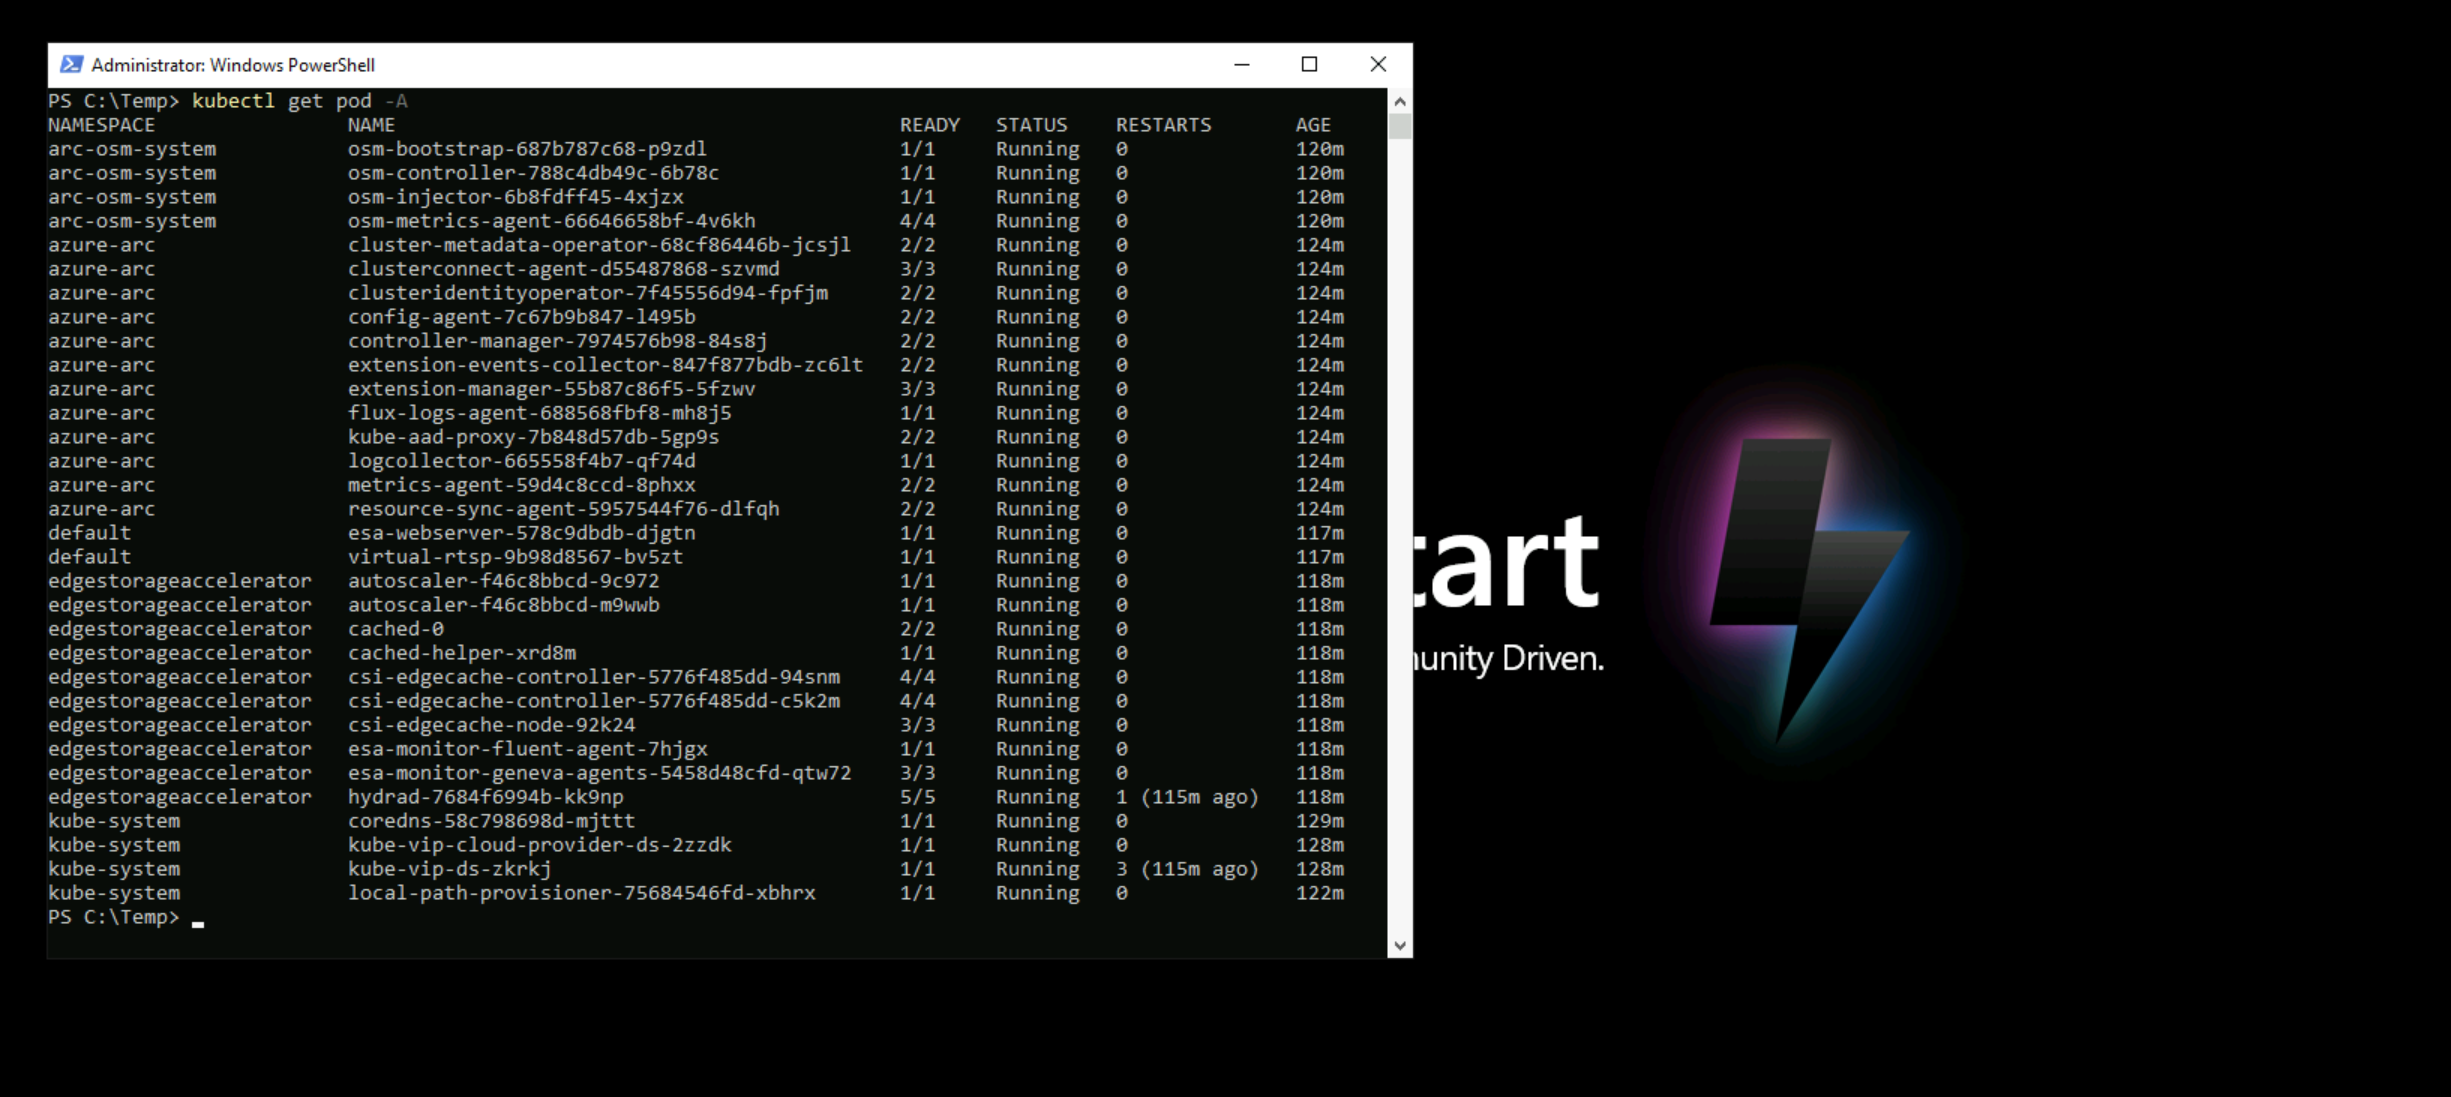 Administrator: Windows PowerShell
PS C:\Temp> kubectl get pod -A
NAMESPACE NAME READY STATUS RESTARTS AGE
arc-osm-system osm-bootstrap-687b787c68-p9zdl 1/1 Running 0 120m
arc-osm-system osm-controller-788c4db49c-6b78c 1/1 Running 0 120m
arc-osm-system osm-injector-6b8fdff45-4xjzx 1/1 Running 0 120m
arc-osm-system osm-metrics-agent-66646658bf-4v6kh 4/4 Running 0 120m
azure-arc cluster-metadata-operator-68cf86446b-jcsjl 2/2 Running 0 124m
azure-arc clusterconnect-agent-d55487868-szvmd 3/3 Running 0 124m
azure-arc clusteridentityoperator-7f45556d94-fpfjm 2/2 Running 0 124m
azure-arc config-agent-7c67b9b847-l495b 2/2 Running 0 124m
azure-arc controller-manager-7974576b98-84s8j 2/2 Running 0 124m
azure-arc extension-events-collector-847f877bdb-zc6lt 2/2 Running 0 124m
azure-arc extension-manager-55b87c86f5-5fzwv 3/3 Running 0 124m
azure-arc flux-logs-agent-688568fbf8-mh8j5 1/1 Running 0 124m
azure-arc kube-aad-proxy-7b848d57db-5gp9s 2/2 Running 0 124m
azure-arc logcollector-665558f4b7-qf74d 1/1 Running 0 124m
azure-arc metrics-agent-59d4c8ccd-8phxx 2/2 Running 0 124m
azure-arc resource-sync-agent-5957544f76-dlfqh 2/2 Running 0 124m
default esa-webserver-578c9dbdb-djgtn 1/1 Running 0 117m
default virtual-rtsp-9b98d8567-bv5zt 1/1 Running 0 117m
edgestorageaccelerator autoscaler-f46c8bbcd-9c972 1/1 Running 0 118m
edgestorageaccelerator autoscaler-f46c8bbcd-m9wwb 1/1 Running 0 118m
edgestorageaccelerator cached-0 2/2 Running 0 118m
edgestorageaccelerator cached-helper-xrd8m 1/1 Running 0 118m
edgestorageaccelerator csi-edgecache-controller-5776f485dd-94snm 4/4 Running 0 118m
edgestorageaccelerator csi-edgecache-controller-5776f485dd-c5k2m 4/4 Running 0 118m
edgestorageaccelerator csi-edgecache-node-92k24 3/3 Running 0 118m
edgestorageaccelerator esa-monitor-fluent-agent-7hjgx 1/1 Running 0 118m
edgestorageaccelerator esa-monitor-geneva-agents-5458d48cfd-qtw72 3/3 Running 0 118m
edgestorageaccelerator hydrad-7684f6994b-kk9np 5/5 Running 1 (115m ago) 118m
kube-system coredns-58c798698d-mjttt 1/1 Running 0 129m
kube-system kube-vip-cloud-provider-ds-2zzdk 1/1 Running 0 128m
kube-system kube-vip-ds-zkrkj 1/1 Running 3 (115m ago) 128m
kube-system local-path-provisioner-75684546fd-xbhrx 1/1 Running 0 122m
PS C:\Temp>
tart
unity Driven.